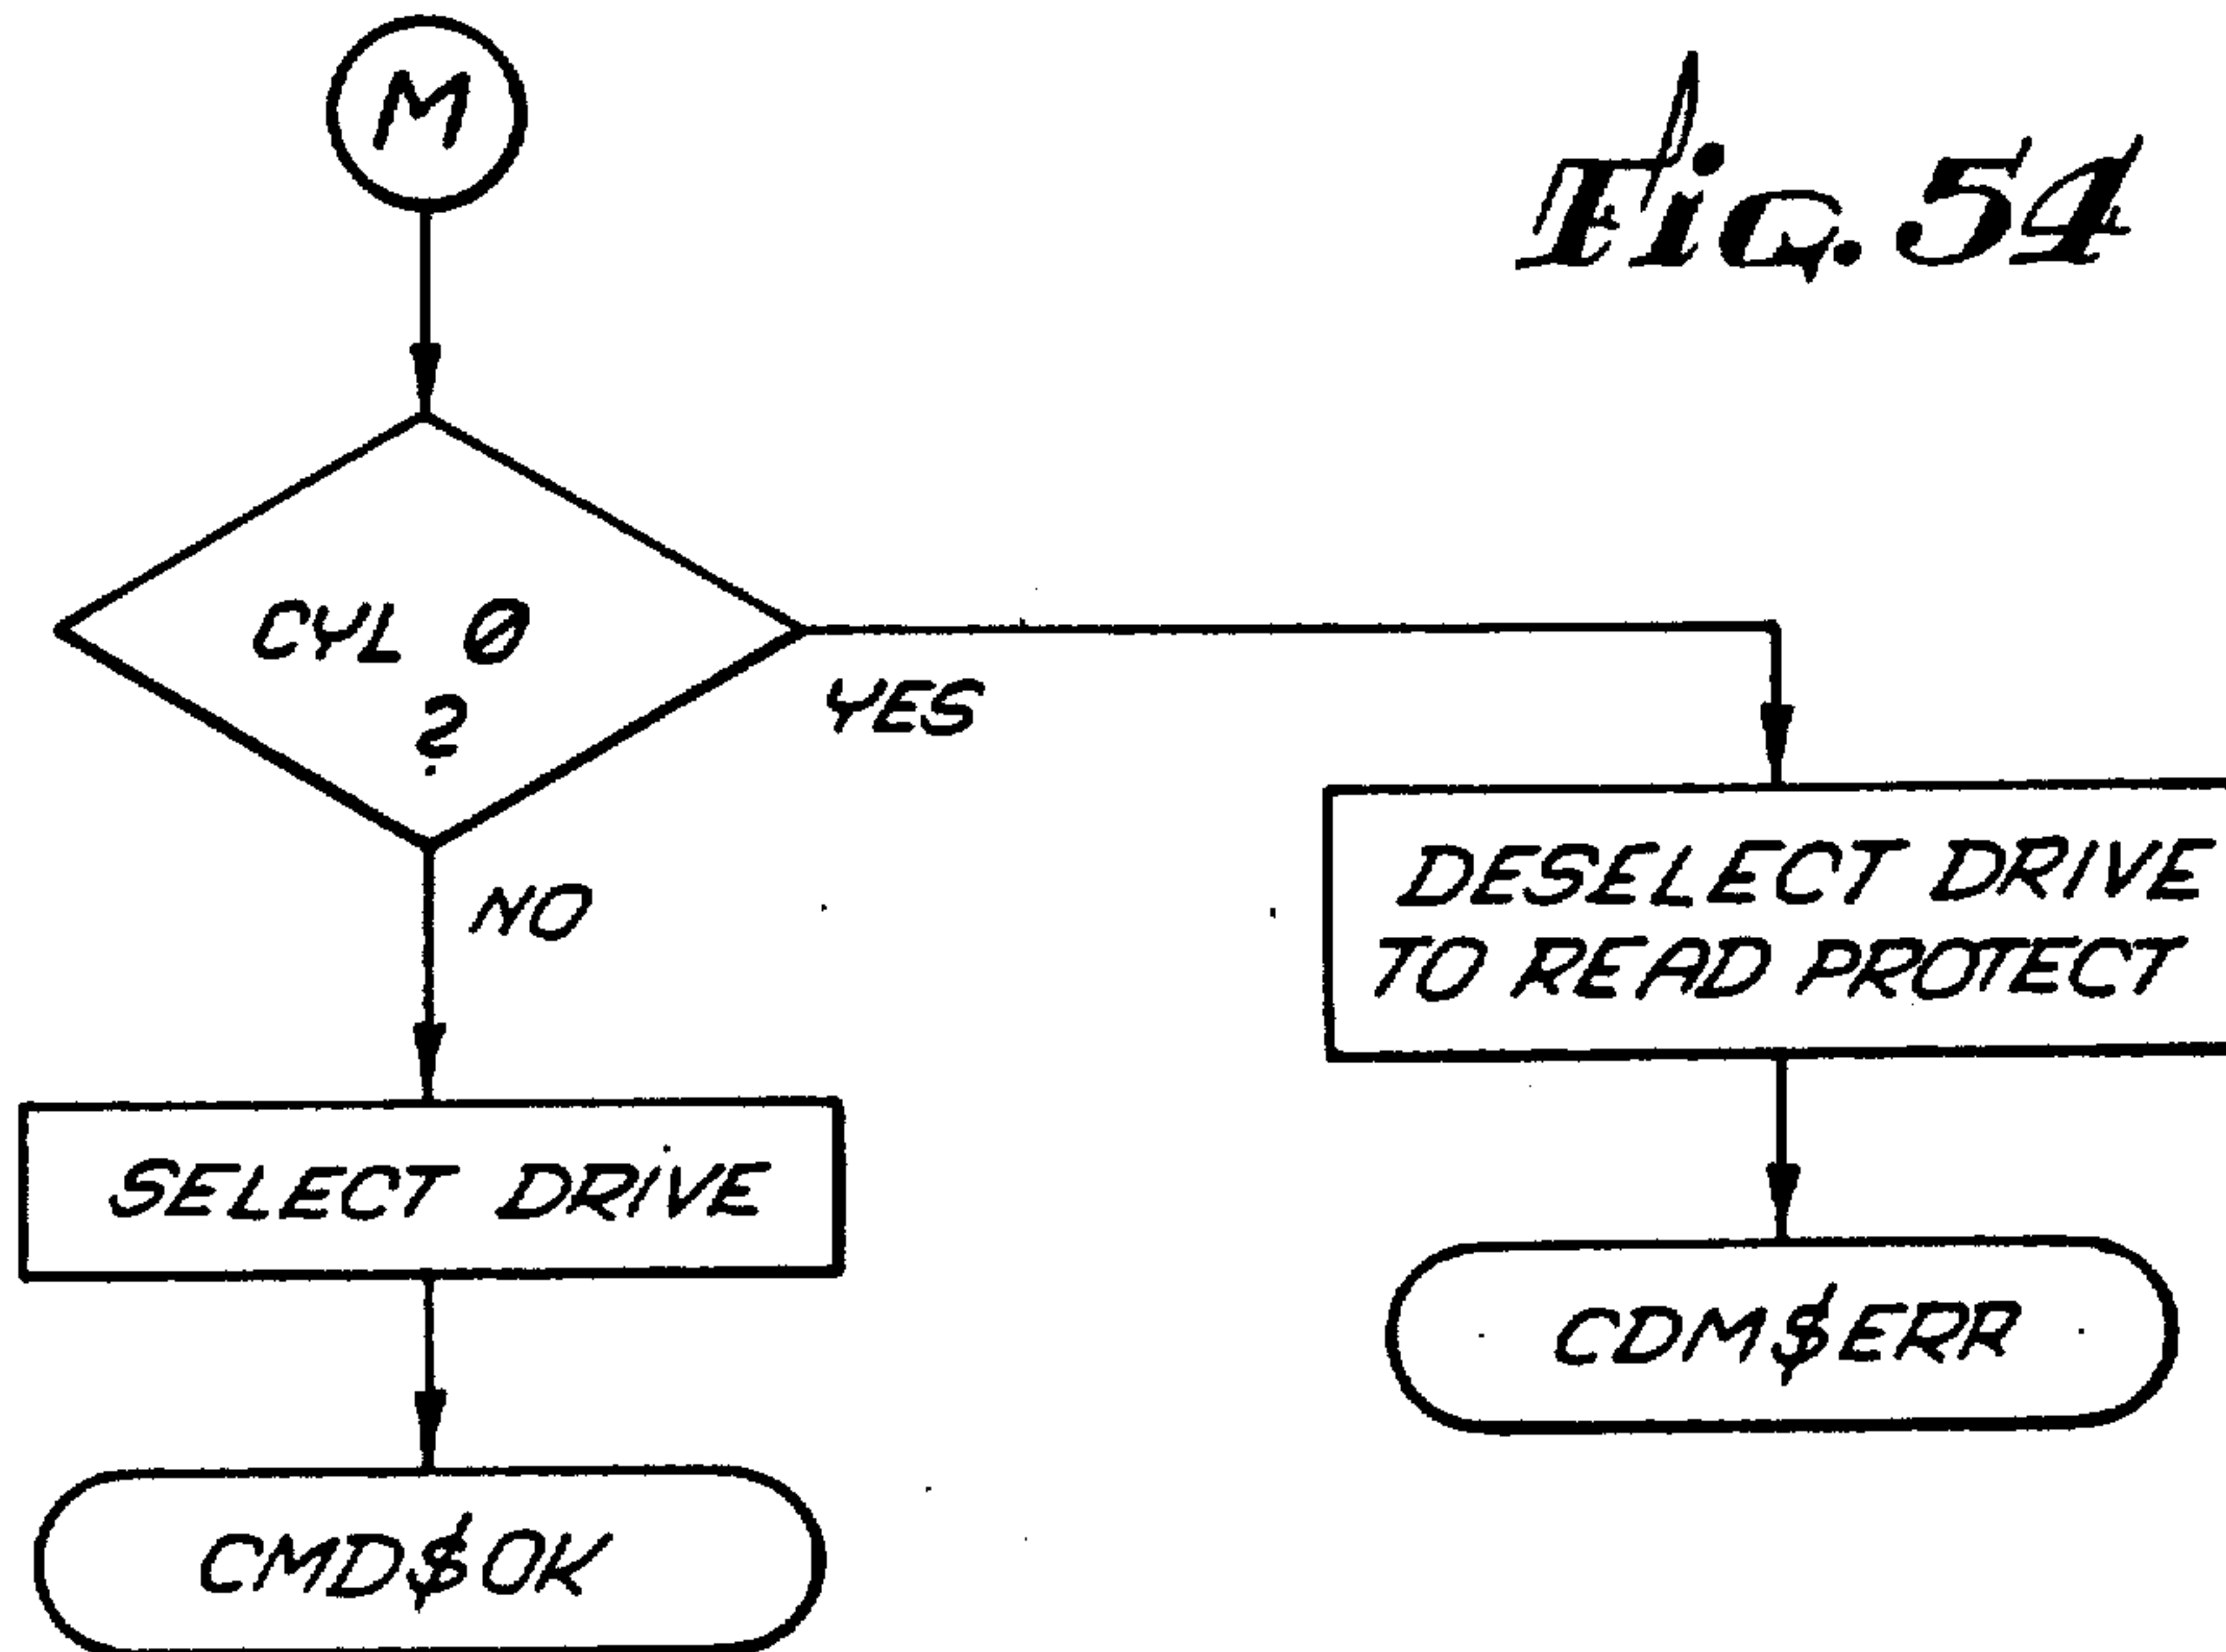 M
Fig. 54
CYL 0
?
YES
NO
DESELECT DRIVE
TO READ PROTECT
SELECT DRIVE
CDM$ERR
CMD$OK